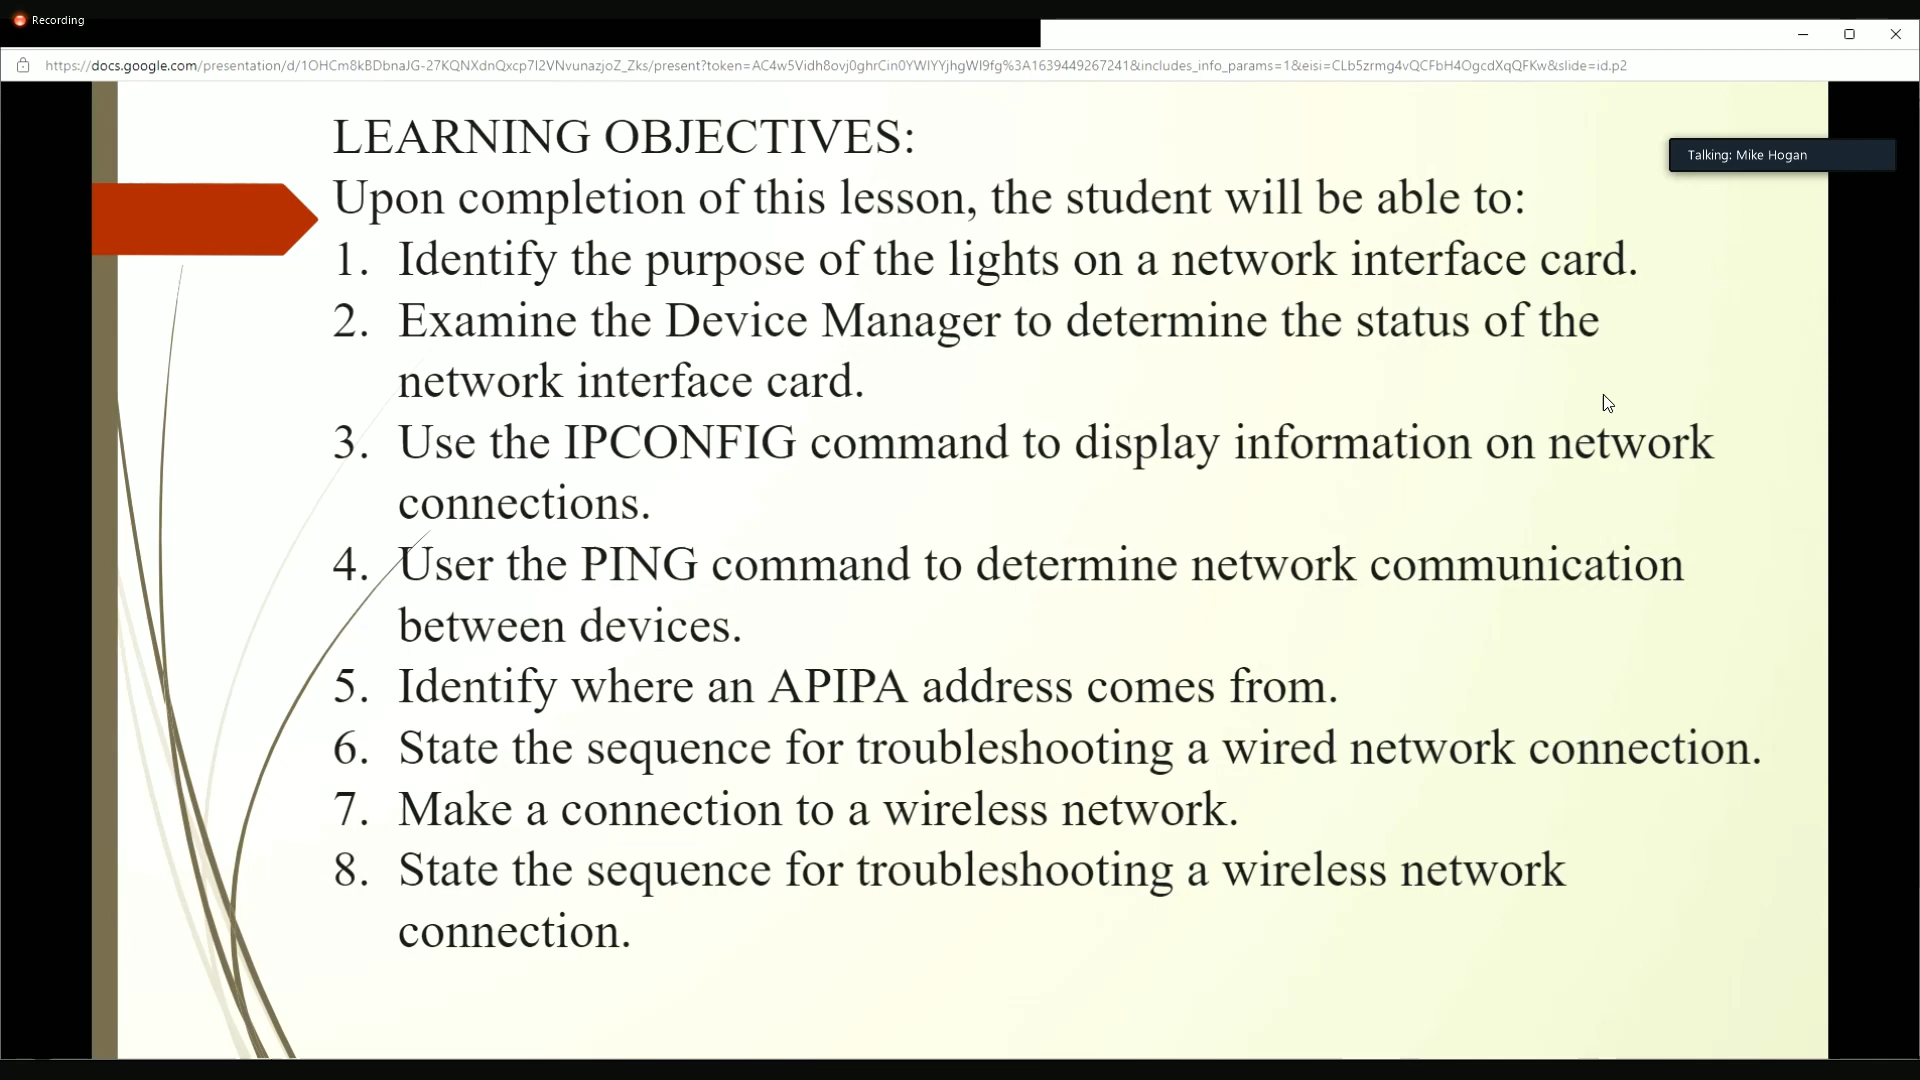 Recording
https://docs.google.com/presentation/d/1OHCm8kBDbnaJG-27KQNXdnQxcp7l2VNvunazjoZ_Zks/present?token=AC4w5Vidh8ovj0ghrCin0YWIYYjhgWl9fg%3A1639449267241&includes_info_params=1&eisi=CLb5zrmg4vQCFbH4OgcdXqQFKw&slide=id.p2
LEARNING OBJECTIVES:
Talking: Mike Hogan
Upon completion of this lesson, the student will be able to:
1. Identify the purpose of the lights on a network interface card.
2. Examine the Device Manager to determine the status of the
network interface card.
3. Use the IPCONFIG command to display information on network
connections.
4. User the PING command to determine network communication
between devices.
5. Identify where an APIPA address comes from.
6. State the sequence for troubleshooting a wired network connection.
7. Make a connection to a wireless network.
8. State the sequence for troubleshooting a wireless network
connection.